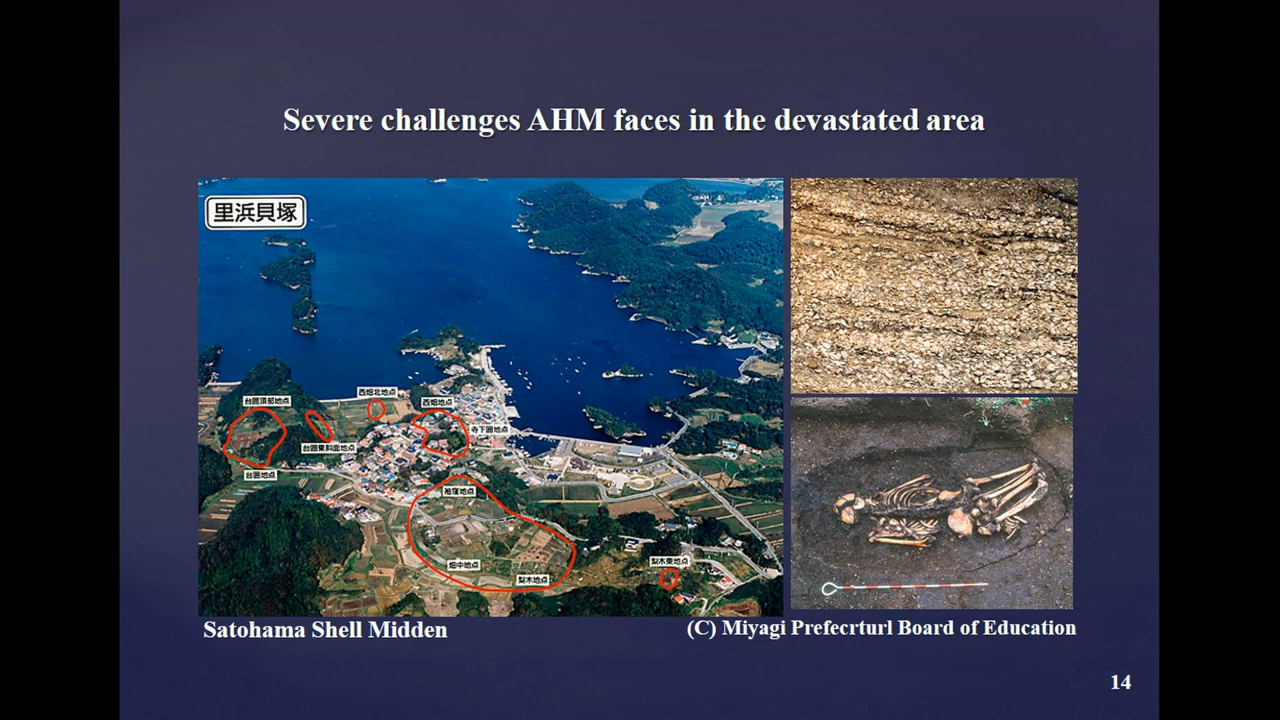 Severe challenges AHM faces in the devastated area
里浜貝塚
西畑北地点
台囲頂部地点
西畑地点
寺下囲地点
台囲東斜面地点
台囲地点
袖窪地点
畑中地点
梨木地点
梨木東地点
Satohama Shell Midden
(C) Miyagi Prefecrturl Board of Education
14